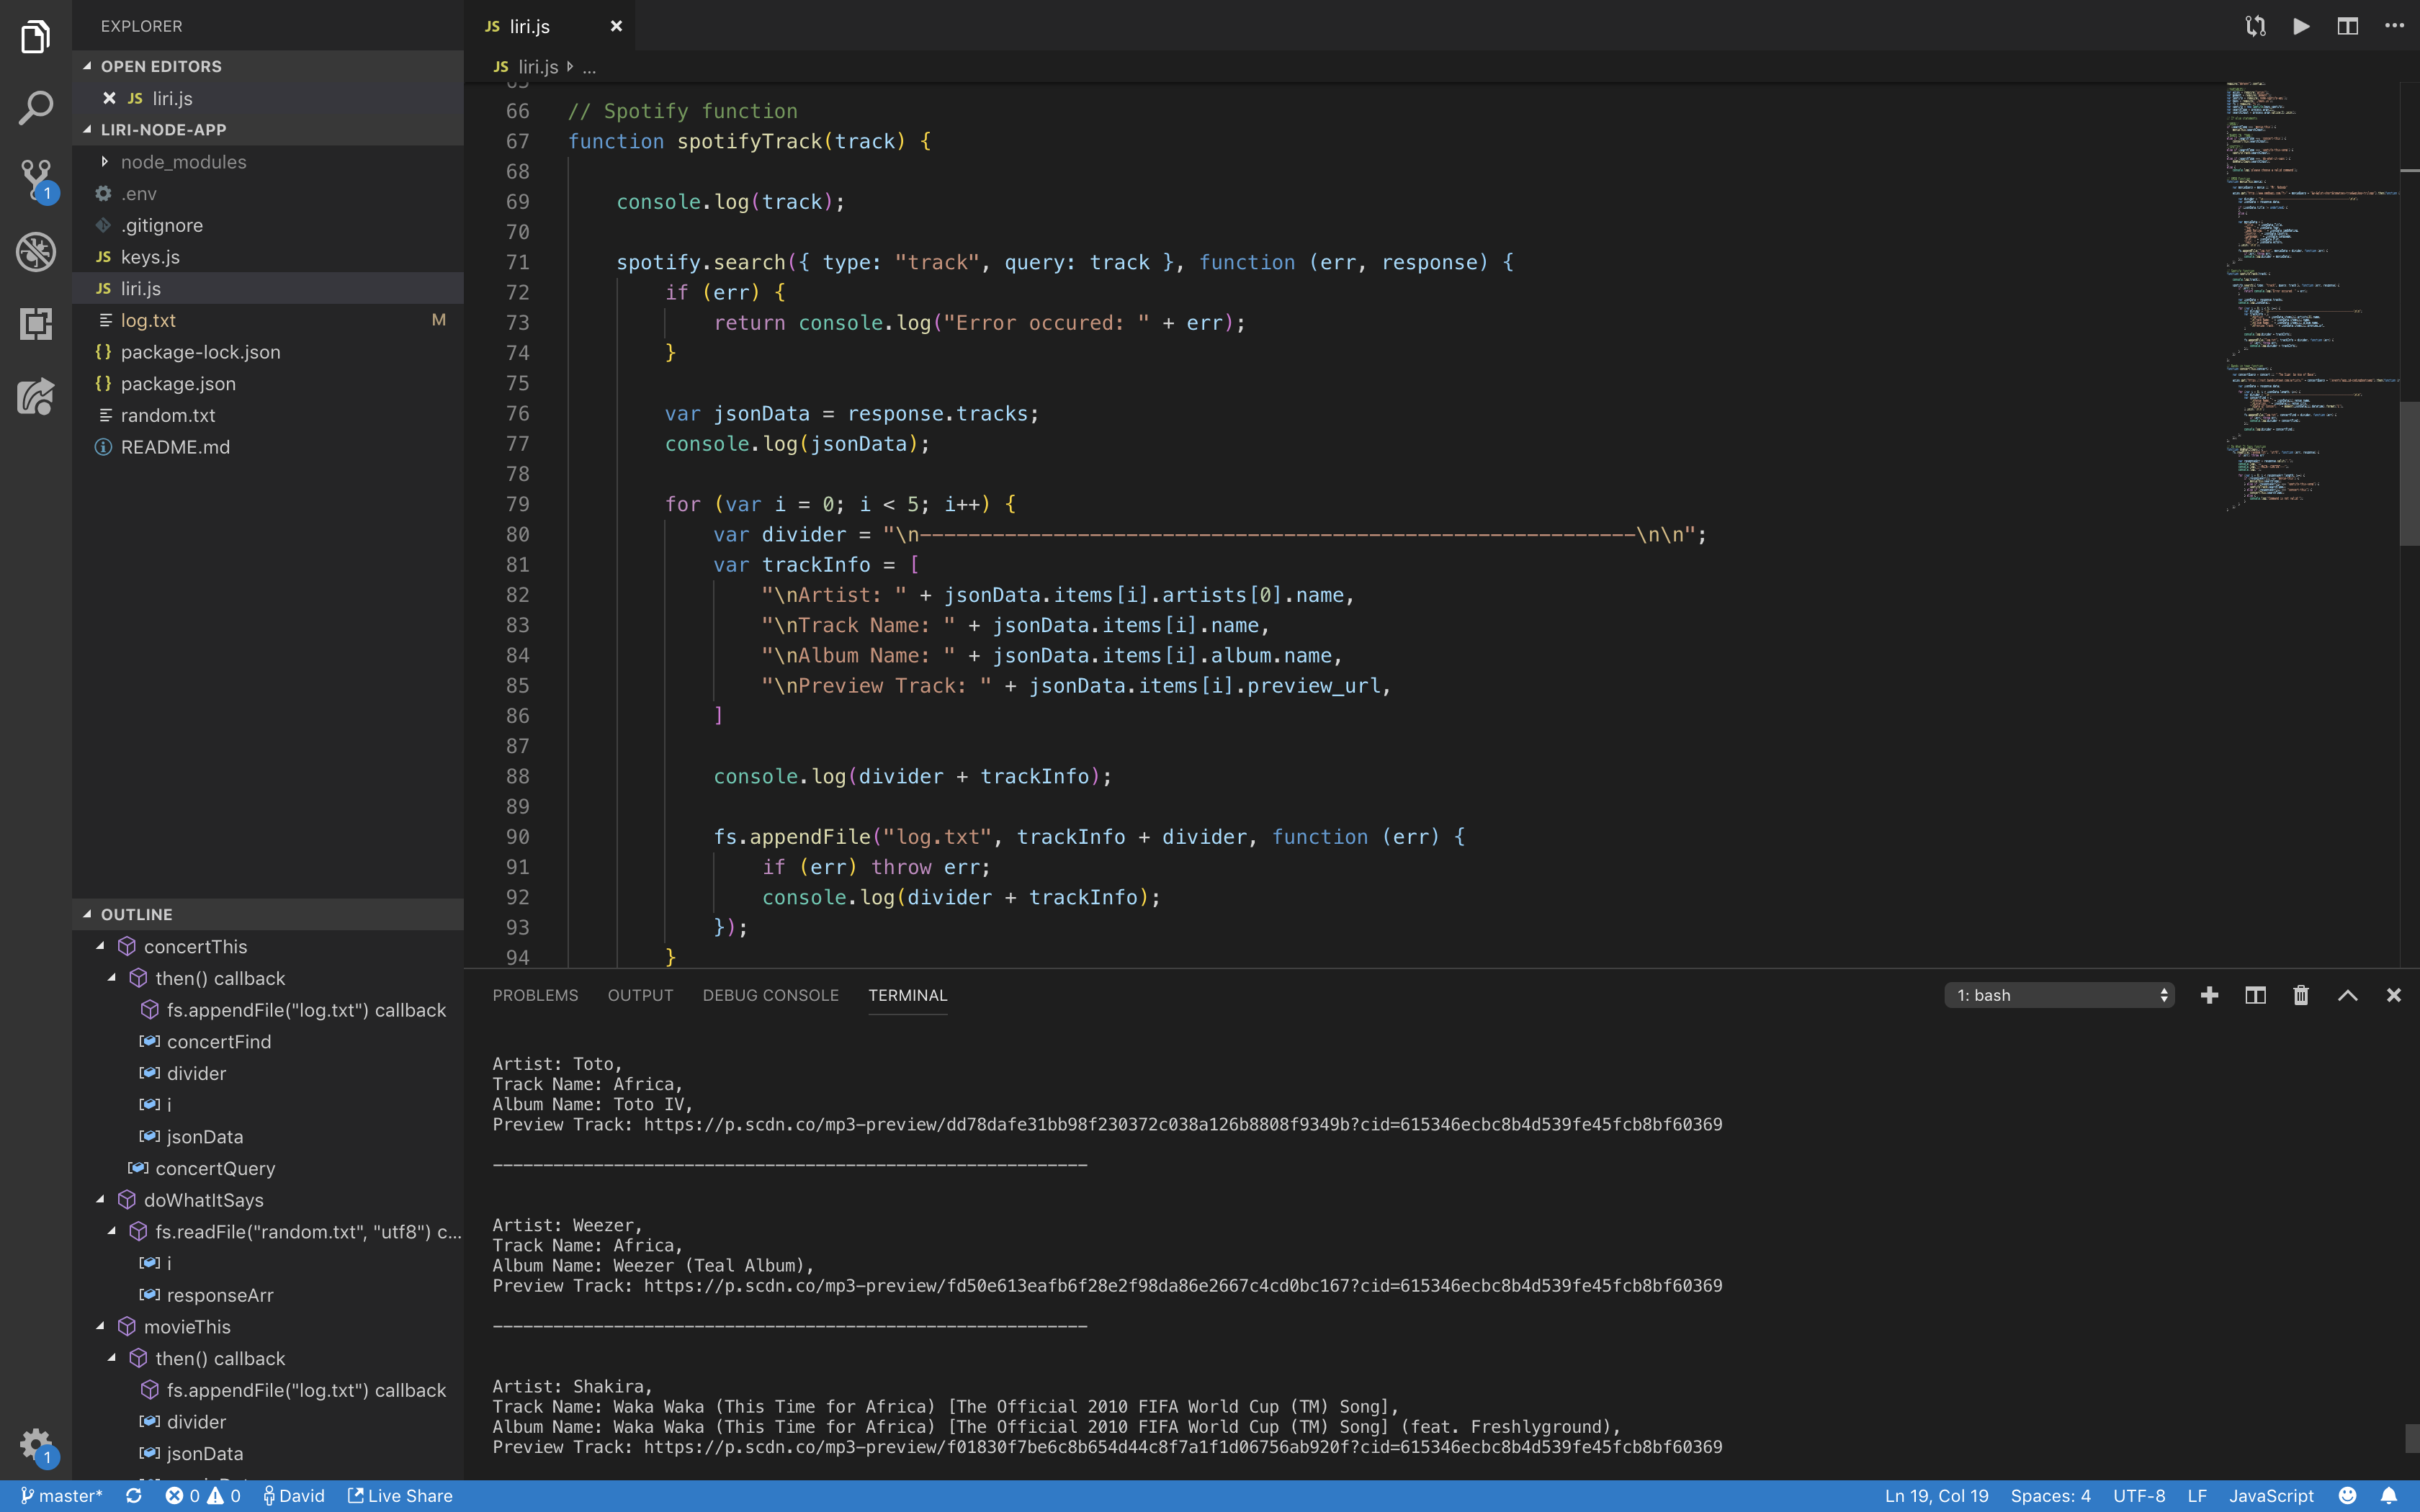 EXPLORER
OPEN EDITORS
JS liri.js
LIRI-NODE-APP
node_modules
.env
.gitignore
JS keys.js
JS liri.js
log.txt M
{} package-lock.json
{} package.json
random.txt
README.md
OUTLINE
concertThis
then() callback
fs.appendFile("log.txt") callback
concertFind
divider
i
jsonData
concertQuery
doWhatItSays
fs.readFile("random.txt", "utf8") c...
i
responseArr
movieThis
then() callback
fs.appendFile("log.txt") callback
divider
jsonData
1
1
JS liri.js
JS liri.js ...
66 // Spotify function
67 function spotifyTrack(track) {
68
69 console.log(track);
70
71 spotify.search({ type: "track", query: track }, function (err, response) {
72 if (err) {
73 return console.log("Error occured: " + err);
74 }
75
76 var jsonData = response.tracks;
77 console.log(jsonData);
78
79 for (var i = 0; i < 5; i++) {
80 var divider = "\n-----------------------------------------------------------\n\n";
81 var trackInfo = [
82 "\nArtist: " + jsonData.items[i].artists[0].name,
83 "\nTrack Name: " + jsonData.items[i].name,
84 "\nAlbum Name: " + jsonData.items[i].album.name,
85 "\nPreview Track: " + jsonData.items[i].preview_url,
86 ]
87
88 console.log(divider + trackInfo);
89
90 fs.appendFile("log.txt", trackInfo + divider, function (err) {
91 if (err) throw err;
92 console.log(divider + trackInfo);
93 });
94 }
PROBLEMS OUTPUT DEBUG CONSOLE TERMINAL 1: bash
Artist: Toto,
Track Name: Africa,
Album Name: Toto IV,
Preview Track: https://p.scdn.co/mp3-preview/dd78dafe31bb98f230372c038a126b8808f9349b?cid=615346ecbc8b4d539fe45fcb8bf60369
-----------------------------------------------------------
Artist: Weezer,
Track Name: Africa,
Album Name: Weezer (Teal Album),
Preview Track: https://p.scdn.co/mp3-preview/fd50e613eafb6f28e2f98da86e2667c4cd0bc167?cid=615346ecbc8b4d539fe45fcb8bf60369
-----------------------------------------------------------
Artist: Shakira,
Track Name: Waka Waka (This Time for Africa) [The Official 2010 FIFA World Cup (TM) Song],
Album Name: Waka Waka (This Time for Africa) [The Official 2010 FIFA World Cup (TM) Song] (feat. Freshlyground),
Preview Track: https://p.scdn.co/mp3-preview/f01830f7be6c8b654d44c8f7a1f1d06756ab920f?cid=615346ecbc8b4d539fe45fcb8bf60369
master* 0 0 David Live Share Ln 19, Col 19 Spaces: 4 UTF-8 LF JavaScript